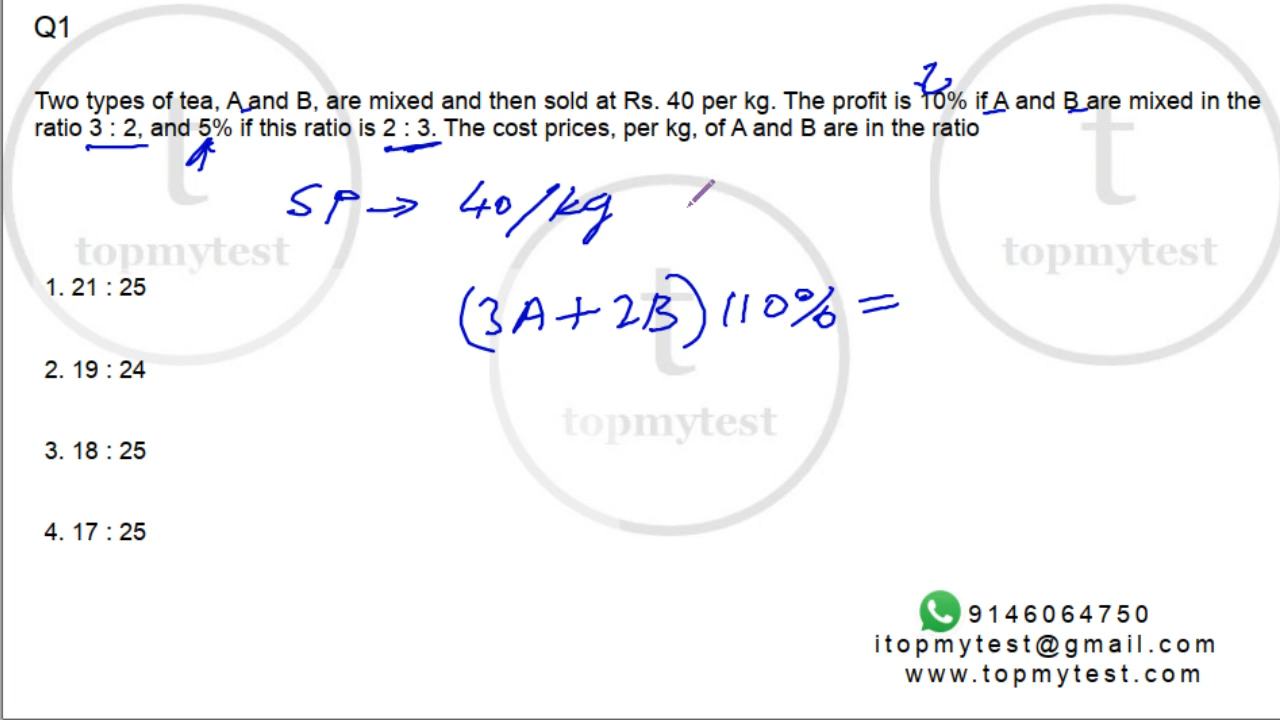 Q1
Two types of tea, A and B, are mixed and then sold at Rs. 40 per kg. The profit is 10% if A and B are mixed in the
ratio 3 : 2, and 5% if this ratio is 2 : 3. The cost prices, per kg, of A and B are in the ratio
SP → 40/kg
t
topmytest
t
topmytest
1. 21 : 25
(3A + 2B) 110% =
2. 19 : 24
t
topmytest
3. 18 : 25
4. 17 : 25
9146064750
itopmytest@gmail.com
www.topmytest.com